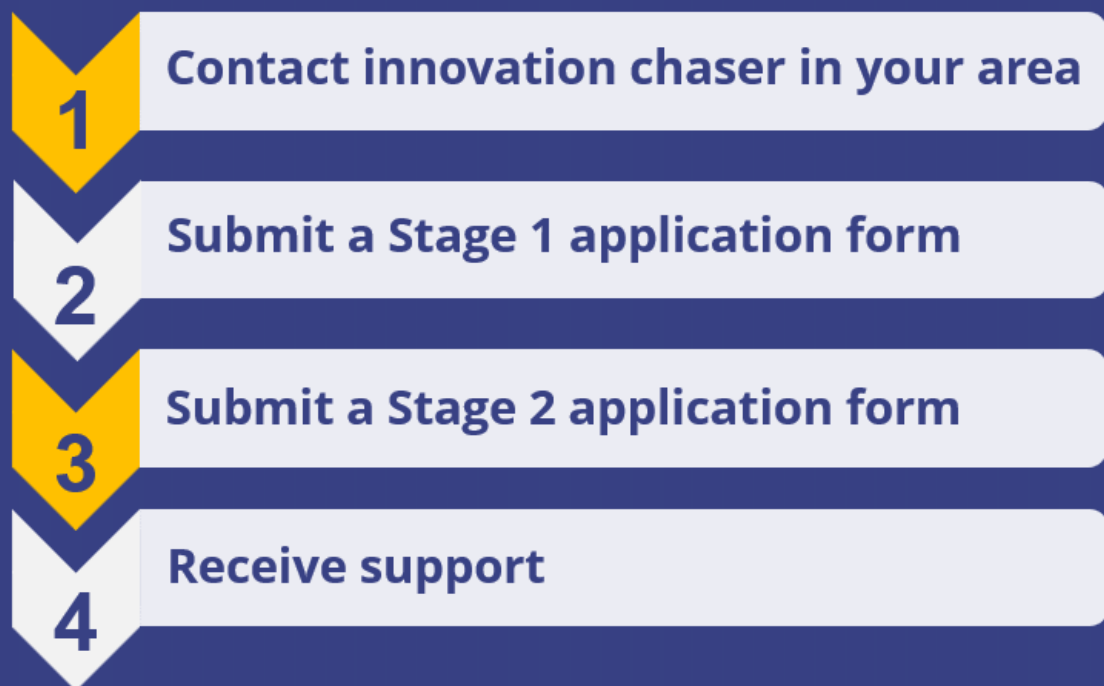 1
Contact innovation chaser in your area
2
Submit a Stage 1 application form
3
Submit a Stage 2 application form
4
Receive support